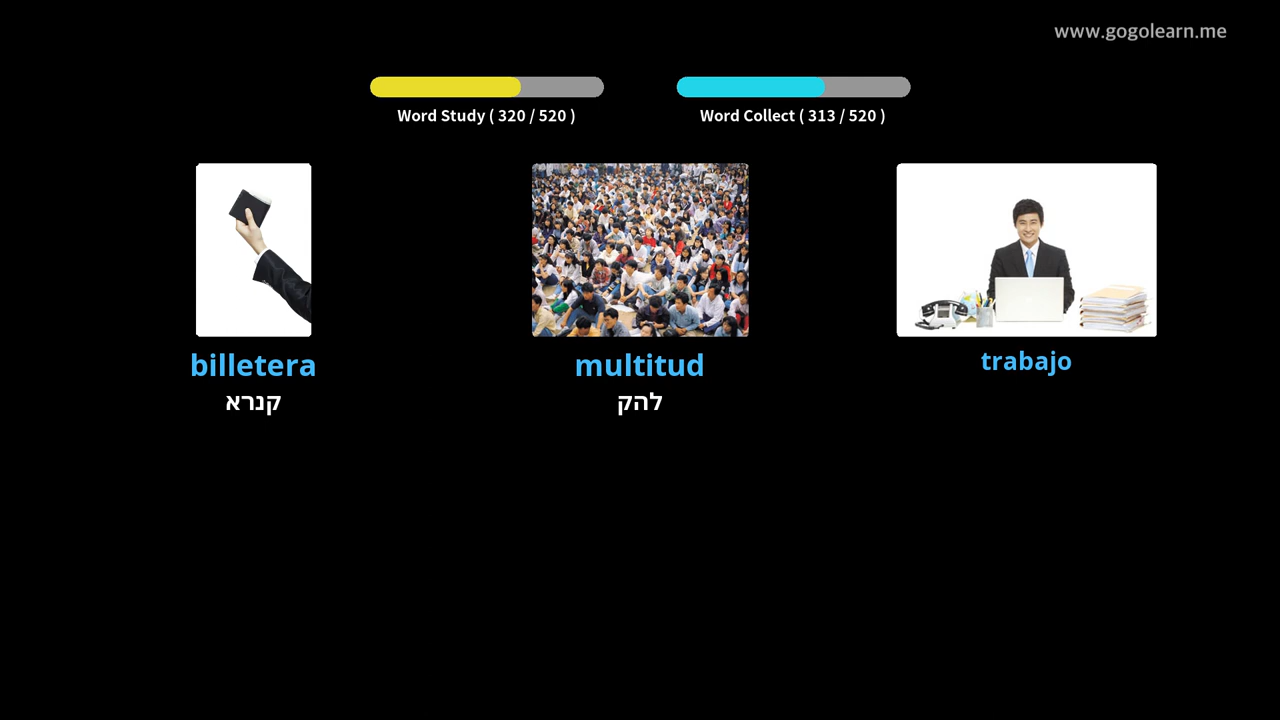 www.gogolearn.me
Word Study ( 320 / 520 )
Word Collect ( 313 / 520 )
billetera
קנרא
multitud
להק
trabajo